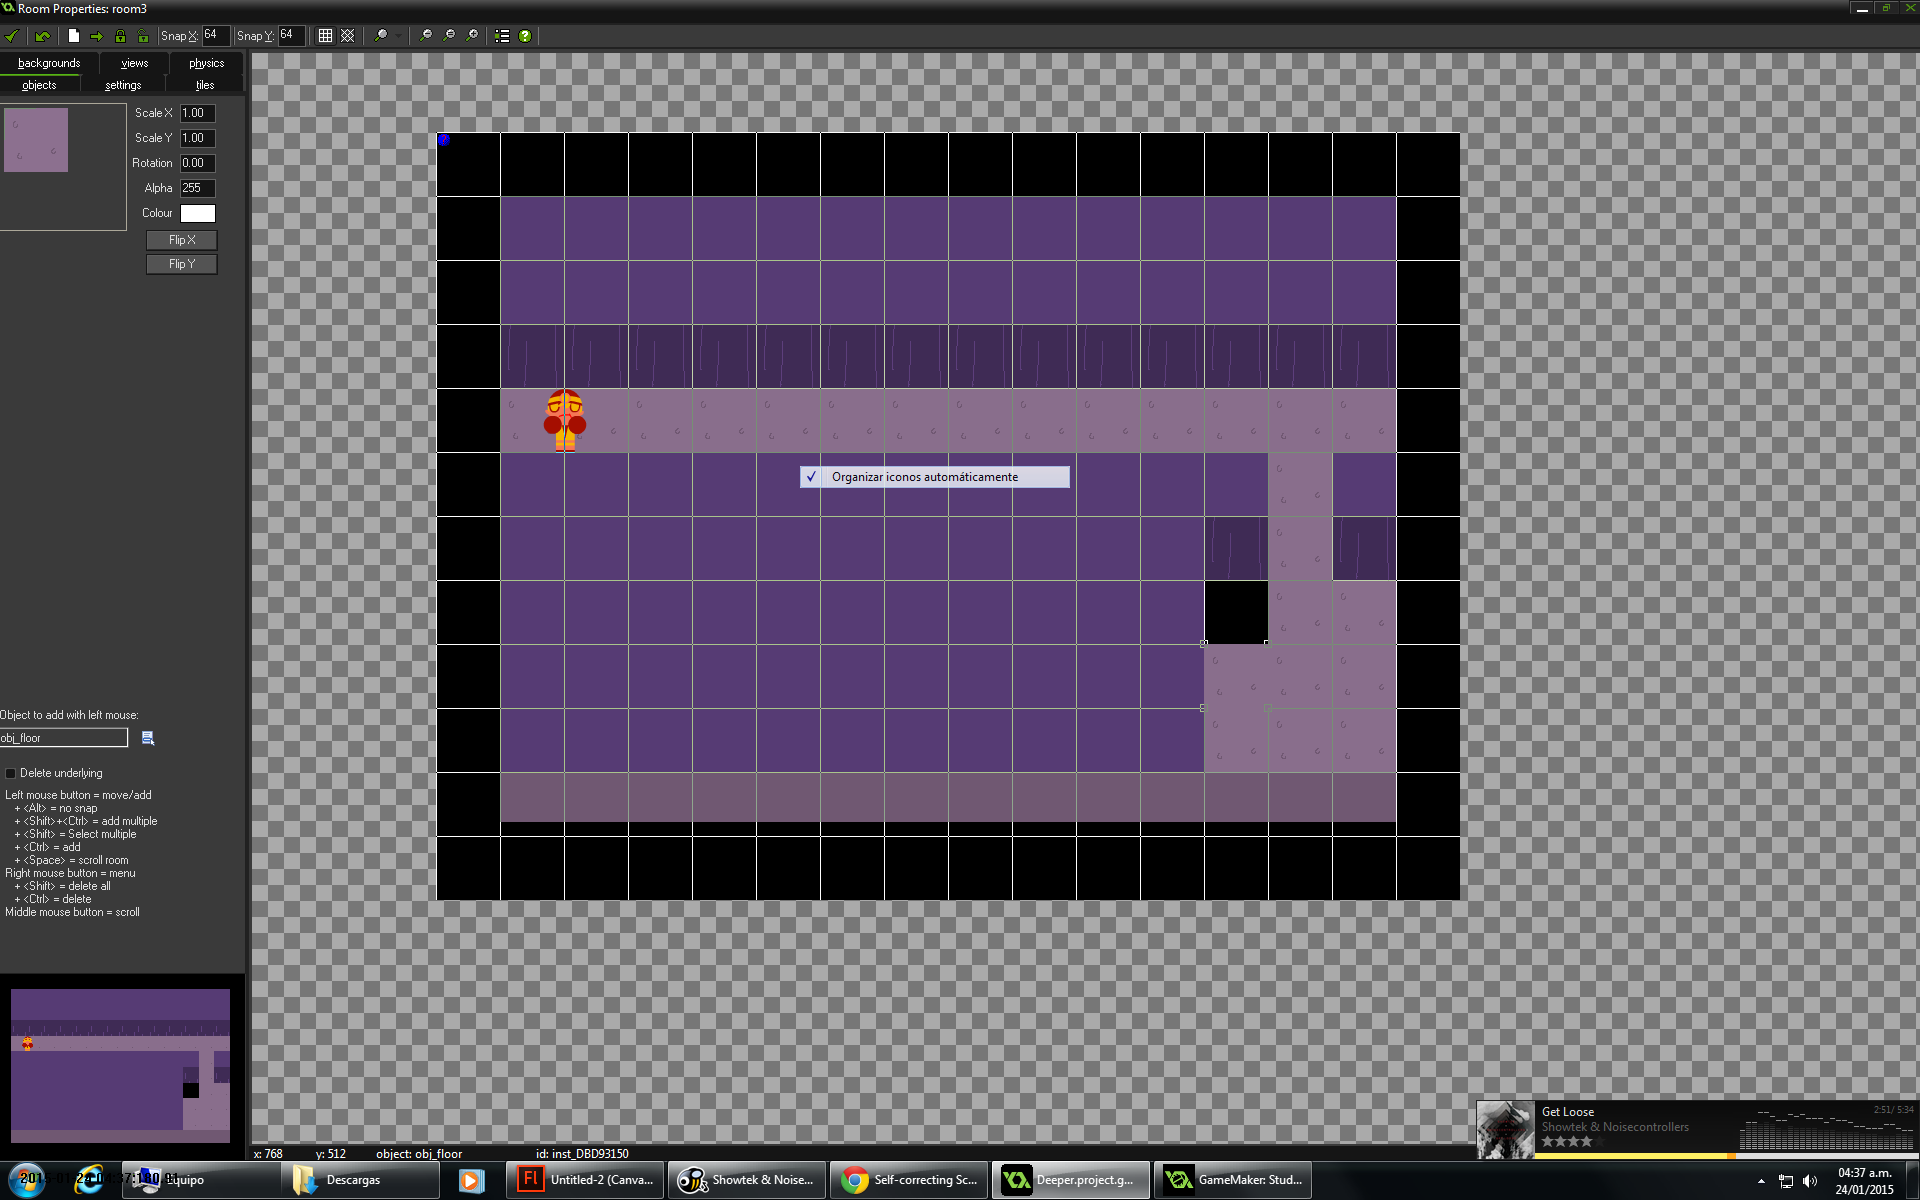 Room Properties: room3
Snap X: 64 Snap Y: 64
backgrounds views physics
objects settings tiles
Scale X 1.00
Scale Y 1.00
Rotation 0.00
Alpha 255
Colour
Flip X
Flip Y
Organizar iconos automáticamente
Object to add with left mouse:
obj_floor
Delete underlying
Left mouse button = move/add
+ <Alt> = no snap
+ <Shift>+<Ctrl> = add multiple
+ <Shift> = Select multiple
+ <Ctrl> = add
+ <Space> = scroll room
Right mouse button = menu
+ <Shift> = delete all
+ <Ctrl> = delete
Middle mouse button = scroll
Get Loose
2:51/ 5:34
Showtek & Noisecontrollers
x: 768 y: 512 object: obj_floor id: inst_DBD93150
Equipo
Descargas
Untitled-2 (Canva...
Showtek & Noise...
Self-correcting Sc...
Deeper.project.g...
GameMaker: Stud...
04:37 a.m.
24/01/2015